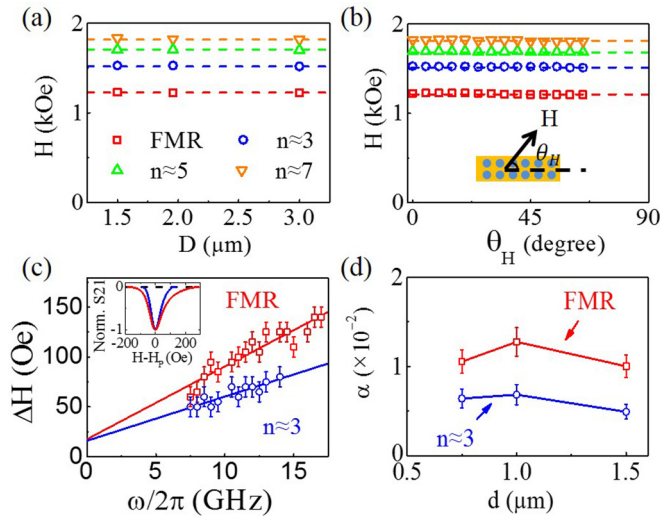 (a)
2
1
0
H (kOe)
FMR
n≈3
n≈5
n≈7
1.5
2.0
2.5
3.0
D (μm)
(b)
2
1
0
H (kOe)
H
θH
0
45
90
θH (degree)
(c)
150
100
50
0
ΔH (Oe)
Norm. S21
0
-1
-200
0
200
H-Hp (Oe)
FMR
n≈3
0
5
10
15
ω/2π (GHz)
(d)
2
1
0
α (×10-2)
FMR
n≈3
0.5
1.0
1.5
d (μm)